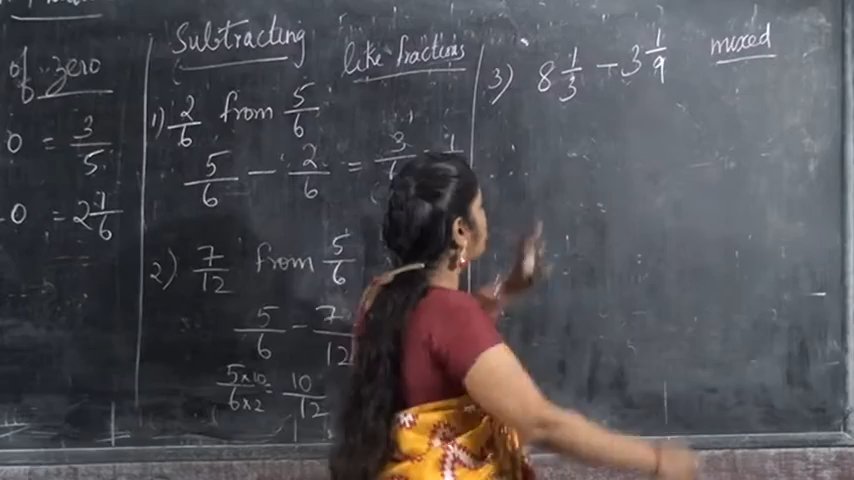 of zero
0 = 3/5
-0 = 2 1/6
Subtracting like fractions
1) 2/6 from 5/6
5/6 - 2/6 = 3/6
2) 7/12 from 5/6
5/6 - 7/12
5×10/6×2 = 10/12
3) 8 1/3 - 3 1/9 mixed